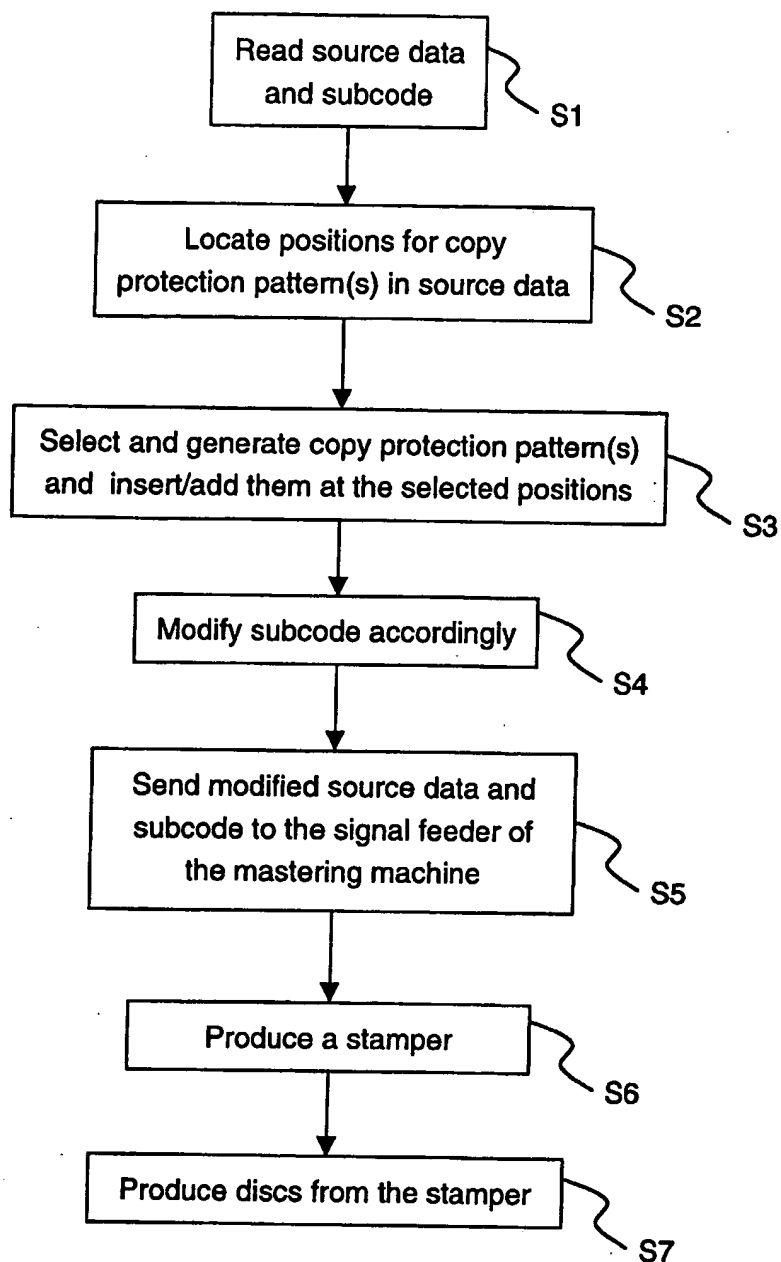 Read source data
and subcode
S1
Locate positions for copy
protection pattern(s) in source data
S2
Select and generate copy protection pattern(s)
and insert/add them at the selected positions
S3
Modify subcode accordingly
S4
Send modified source data and
subcode to the signal feeder of
the mastering machine
S5
Produce a stamper
S6
Produce discs from the stamper
S7